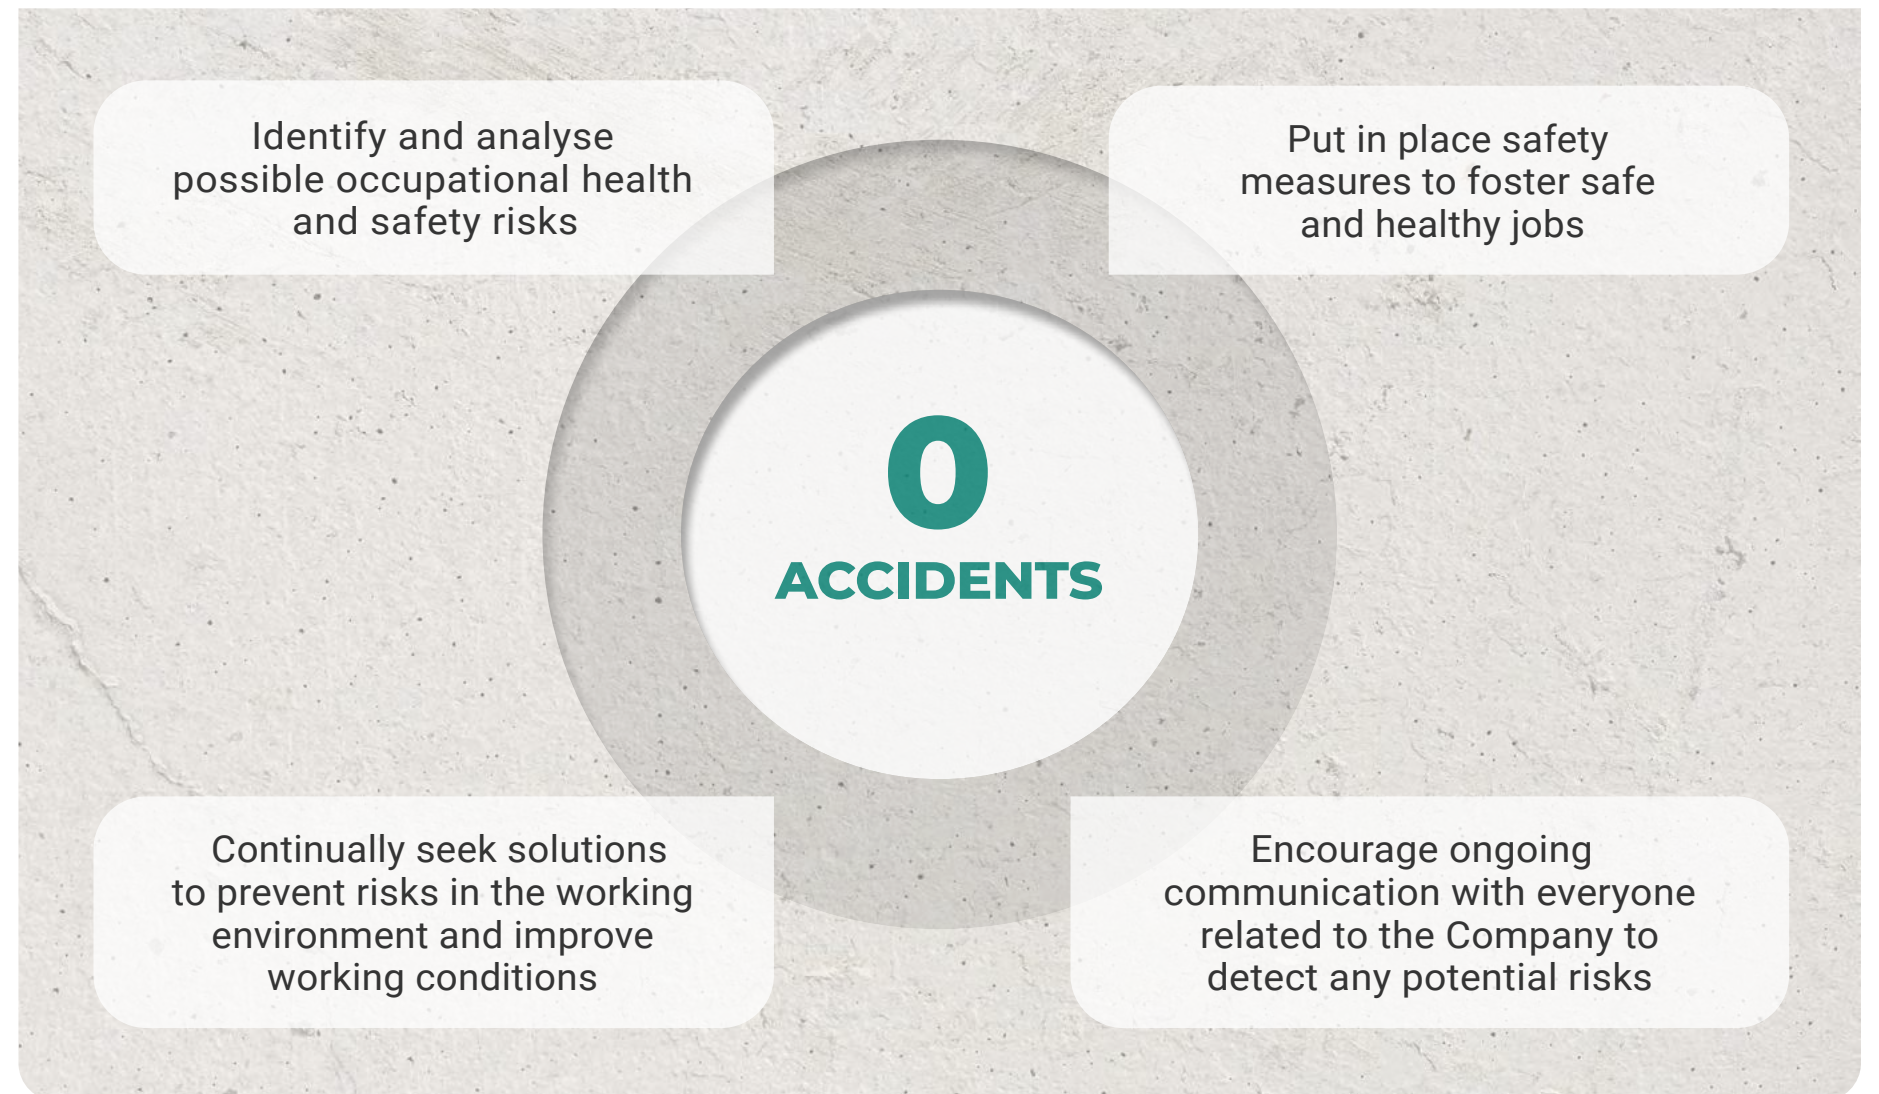 Identify and analyse
possible occupational health
and safety risks
Put in place safety
measures to foster safe
and healthy jobs
0
ACCIDENTS
Continually seek solutions
to prevent risks in the working
environment and improve
working conditions
Encourage ongoing
communication with everyone
related to the Company to
detect any potential risks